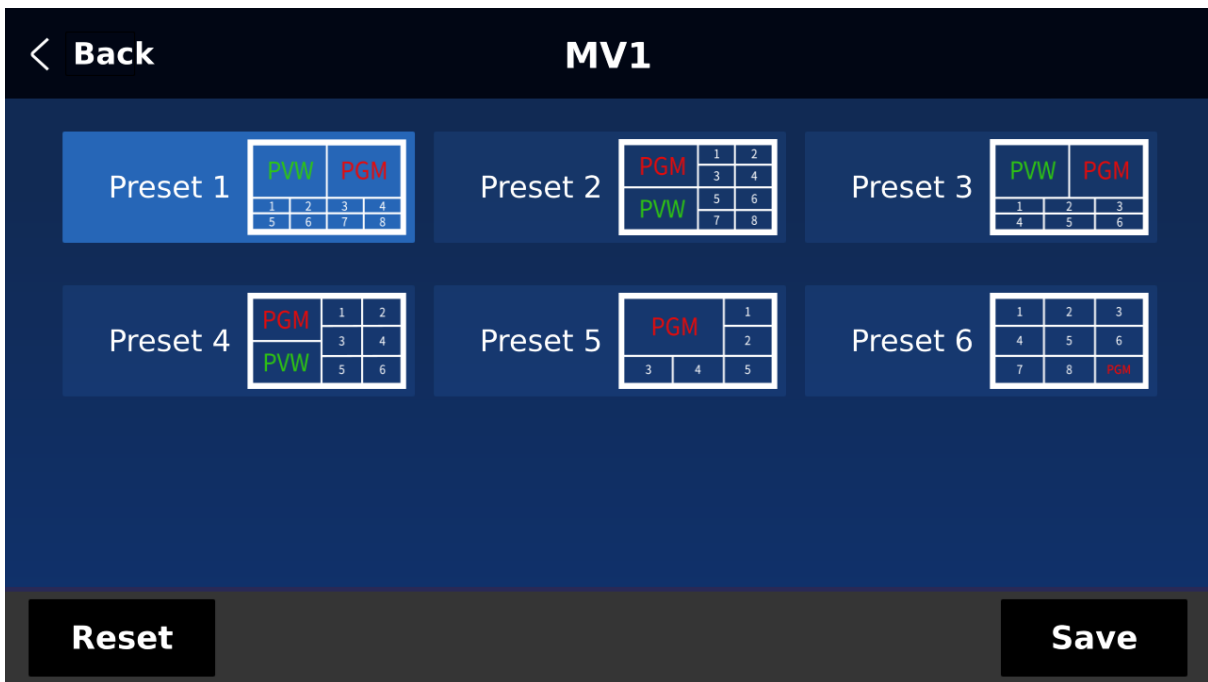 Back
MV1
Preset 1
PVW PGM
1 2 3 4
5 6 7 8
Preset 2
PGM 1 2
3 4
PVW 5 6
7 8
Preset 3
PVW PGM
1 2 3
4 5 6
Preset 4
PGM 1 2
3 4
PVW 5 6
Preset 5
PGM 1
2
3 4 5
Preset 6
1 2 3
4 5 6
7 8 PGM
Reset
Save